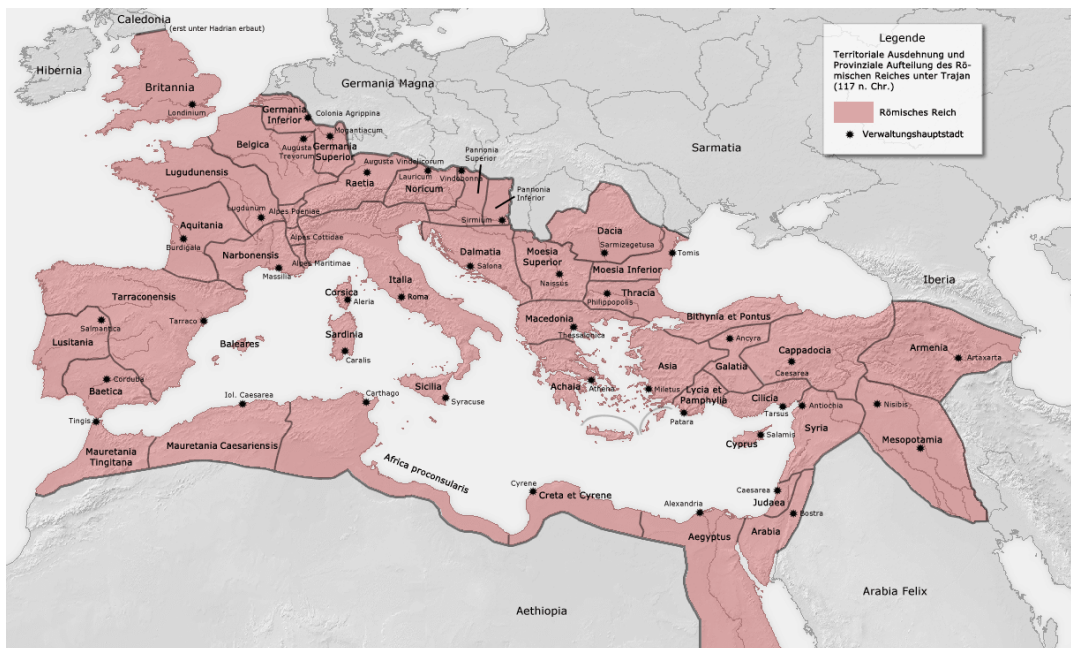 Caledonia
(erst unter Hadrian erbaut)
Hibernia
Britannia
Londinium
Germania Magna
Sarmatia
Legende
Territoriale Ausdehnung und
Provinziale Aufteilung des Rö-
mischen Reiches unter Trajan
(117 n. Chr.)
Römisches Reich
Verwaltungshauptstadt
Germania
Inferior
Colonia Agrippina
Mogantiacum
Belgica
Augusta
Trevorum
Germania
Superior
Lugudunensis
Augusta Vindelicorum
Lauricum
Vindobonna
Pannonia
Superior
Raetia
Noricum
Pannonia
Inferior
Sirmium
Lugdunum
Alpes Poeniae
Aquitania
Burdigala
Alpes Cottidae
Narbonensis
Alpes Maritimae
Massilia
Dalmatia
Salona
Dacia
Sarmizegetusa
Moesia
Superior
Naissus
Moesia Inferior
Tomis
Thracia
Philippopolis
Italia
Roma
Corsica
Aleria
Sardinia
Caralis
Tarraconensis
Salmantica
Tarraco
Lusitania
Baleares
Baetica
Corduba
Macedonia
Thessalonica
Bithynia et Pontus
Ancyra
Iberia
Armenia
Artaxarta
Cappadocia
Caesarea
Galatia
Asia
Achaia
Athena
Miletus
Lycia et
Pamphylia
Patara
Cilicia
Tarsus
Antiochia
Syria
Nisibis
Mesopotamia
Cyprus
Salamis
Sicilia
Syracuse
Carthago
Iol. Caesarea
Tingis
Mauretania
Tingitana
Mauretania Caesariensis
Africa proconsularis
Cyrene
Creta et Cyrene
Alexandria
Aegyptus
Caesarea
Judaea
Bostra
Arabia
Arabia Felix
Aethiopia